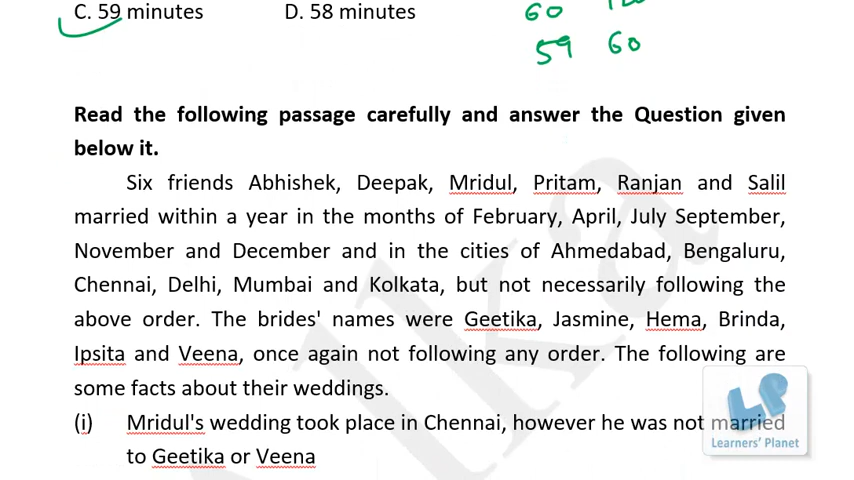 C. 59 minutes D. 58 minutes
60
59 60
Read the following passage carefully and answer the Question given
below it.
Six friends Abhishek, Deepak, Mridul, Pritam, Ranjan and Salil
married within a year in the months of February, April, July September,
November and December and in the cities of Ahmedabad, Bengaluru,
Chennai, Delhi, Mumbai and Kolkata, but not necessarily following the
above order. The brides' names were Geetika, Jasmine, Hema, Brinda,
Ipsita and Veena, once again not following any order. The following are
some facts about their weddings.
(i) Mridul's wedding took place in Chennai, however he was not married
to Geetika or Veena
LP
Learners' Planet